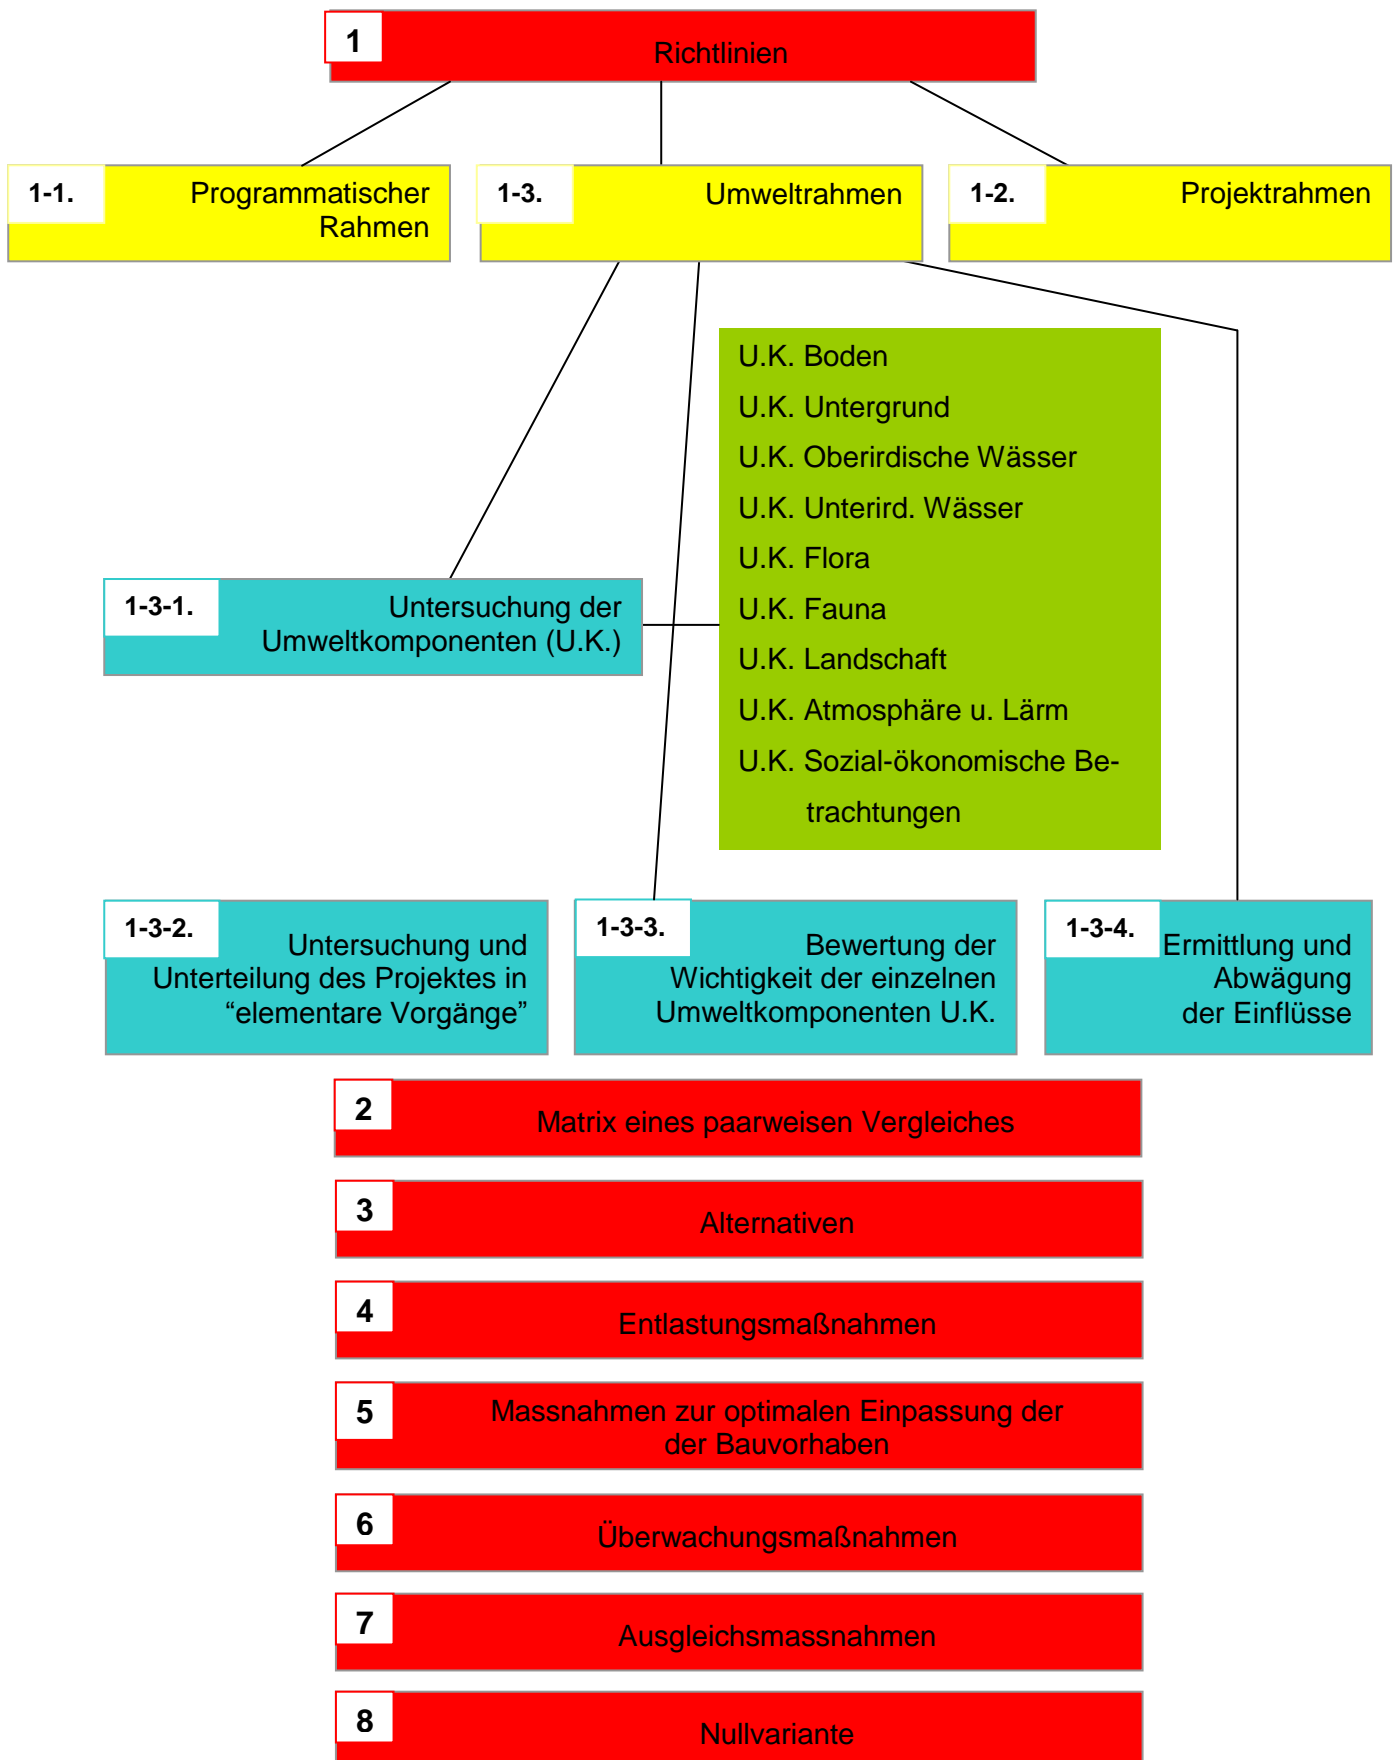 1
Richtlinien
1-1.
Programmatischer
Rahmen
1-3.
Umweltrahmen
1-2.
Projektrahmen
U.K. Boden
U.K. Untergrund
U.K. Oberirdische Wässer
U.K. Unterird. Wässer
U.K. Flora
U.K. Fauna
U.K. Landschaft
U.K. Atmosphäre u. Lärm
U.K. Sozial-ökonomische Be-
trachtungen
1-3-1.
Untersuchung der
Umweltkomponenten (U.K.)
1-3-2.
Untersuchung und
Unterteilung des Projektes in
“elementare Vorgänge”
1-3-3.
Bewertung der
Wichtigkeit der einzelnen
Umweltkomponenten U.K.
1-3-4.
Ermittlung und
Abwägung
der Einflüsse
2
Matrix eines paarweisen Vergleiches
3
Alternativen
4
Entlastungsmaßnahmen
5
Massnahmen zur optimalen Einpassung der
der Bauvorhaben
6
Überwachungsmaßnahmen
7
Ausgleichsmassnahmen
8
Nullvariante